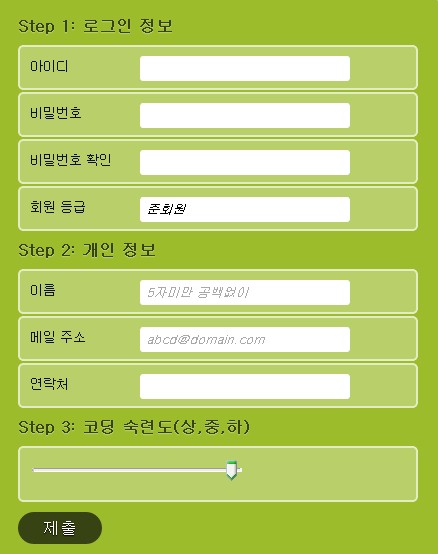 Step 1: 로그인 정보
아이디
비밀번호
비밀번호 확인
회원 등급 준회원
Step 2: 개인 정보
이름 5자미만 공백없이
메일 주소 abcd@domain.com
연락처
Step 3: 코딩 숙련도(상,중,하)
제출